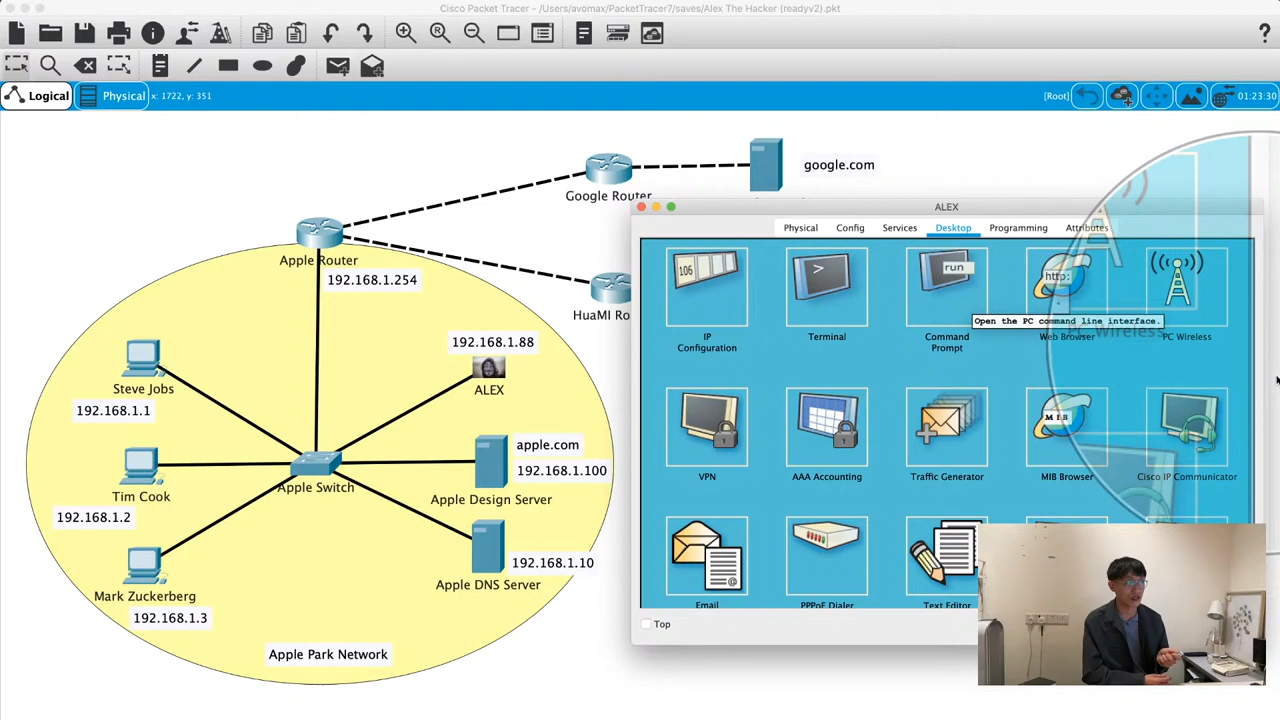 Cisco Packet Tracer - /Users/avomax/PacketTracer7/saves/Alex The Hacker (readyv2).pkt
Logical
Physical
x: 1722, y: 351
[Root]
01:23:30
google.com
Google Router
Apple Router
192.168.1.254
HuaMI Ro
192.168.1.88
ALEX
Steve Jobs
192.168.1.1
apple.com
192.168.1.100
Tim Cook
192.168.1.2
Apple Switch
Apple Design Server
192.168.1.10
Apple DNS Server
Mark Zuckerberg
192.168.1.3
Apple Park Network
ALEX
Physical
Config
Services
Desktop
Programming
Attributes
106
>
run
http:
Open the PC command line interface.
IP
Configuration
Terminal
Command
Prompt
Web Browser
PC Wireless
PC Wireless
MIB
VPN
AAA Accounting
Traffic Generator
MIB Browser
Cisco IP Communicator
Email
PPPoE Dialer
Text Editor
Top